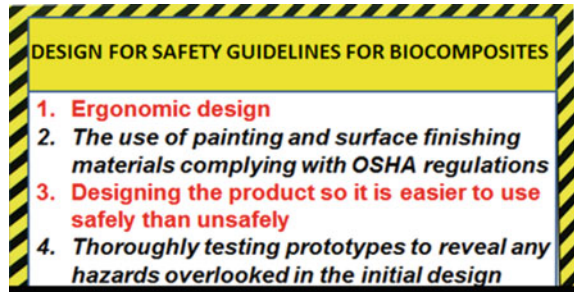 DESIGN FOR SAFETY GUIDELINES FOR BIOCOMPOSITES
1. Ergonomic design
2. The use of painting and surface finishing
materials complying with OSHA regulations
3. Designing the product so it is easier to use
safely than unsafely
4. Thoroughly testing prototypes to reveal any
hazards overlooked in the initial design